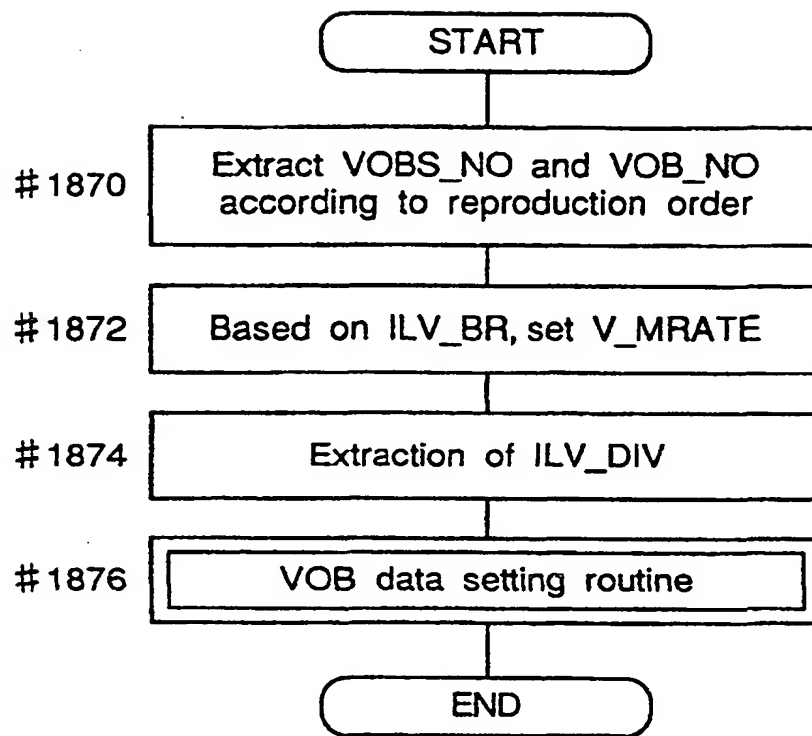 START
#1870
Extract VOBS_NO and VOB_NO
according to reproduction order
#1872
Based on ILV_BR, set V_MRATE
#1874
Extraction of ILV_DIV
#1876
VOB data setting routine
END